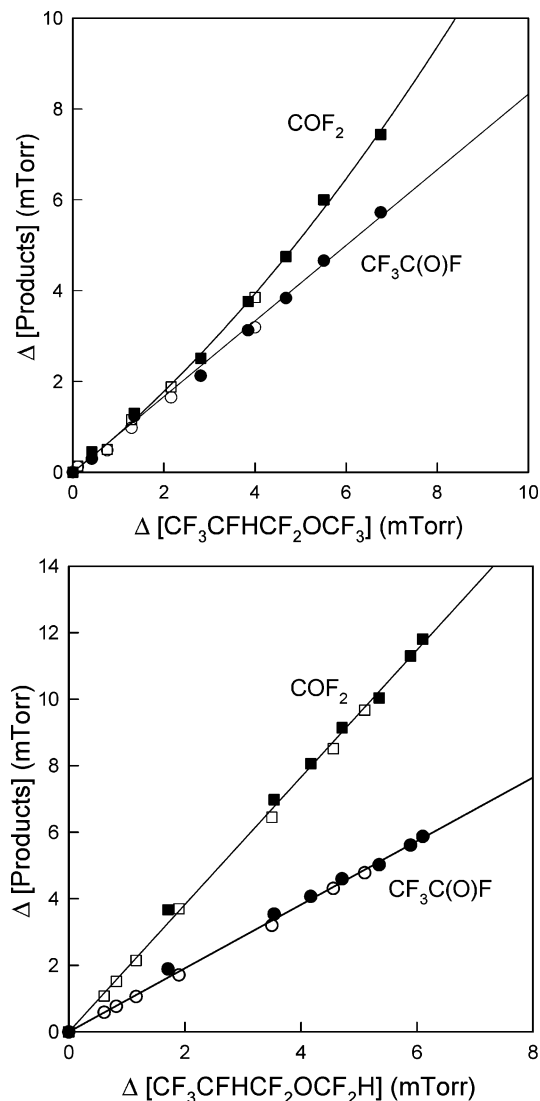 10
8
6
4
2
0
Δ [Products] (mTorr)
COF₂
CF₃C(O)F
0 2 4 6 8 10
Δ [CF₃CFHCF₂OCF₃] (mTorr)
14
12
10
8
6
4
2
0
Δ [Products] (mTorr)
COF₂
CF₃C(O)F
0 2 4 6 8
Δ [CF₃CFHCF₂OCF₂H] (mTorr)